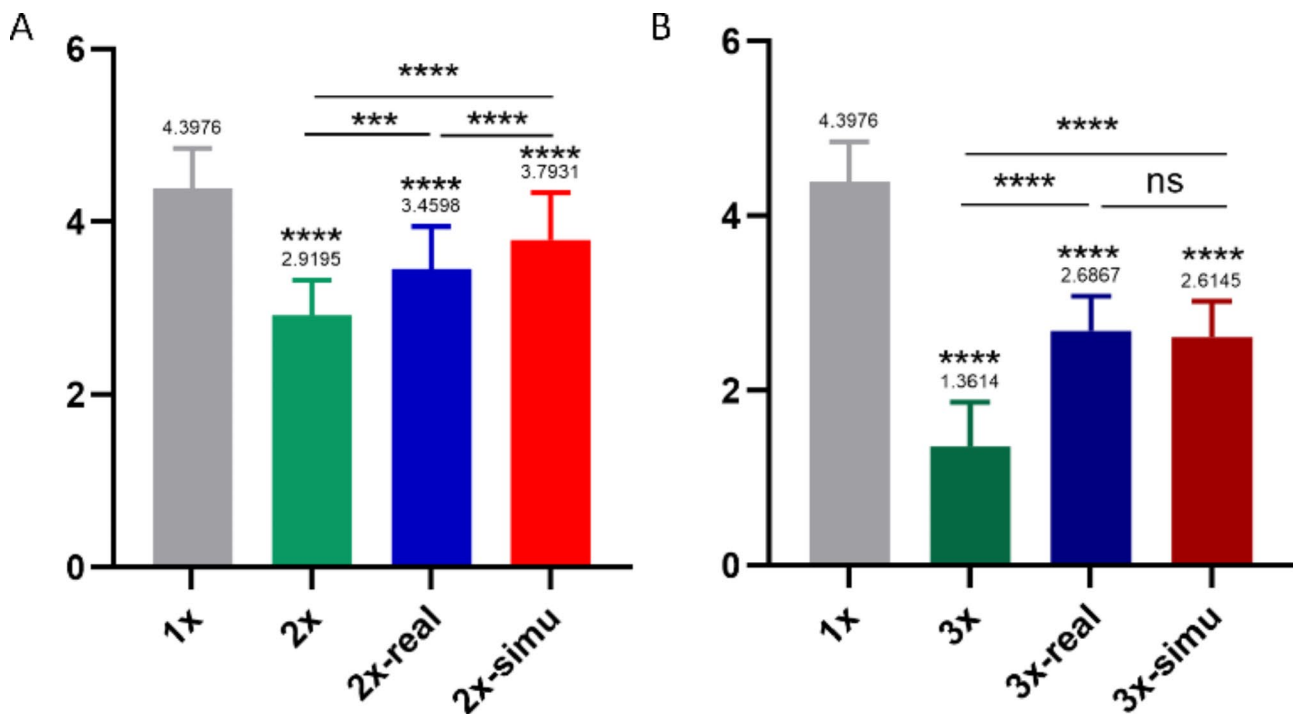 A
6
4
2
0
****
***
****
4.3976
****
2.9195
****
3.4598
****
3.7931
1x
2x
2x-real
2x-simu
B
6
4
2
0
****
****
ns
4.3976
****
1.3614
****
2.6867
****
2.6145
1x
3x
3x-real
3x-simu